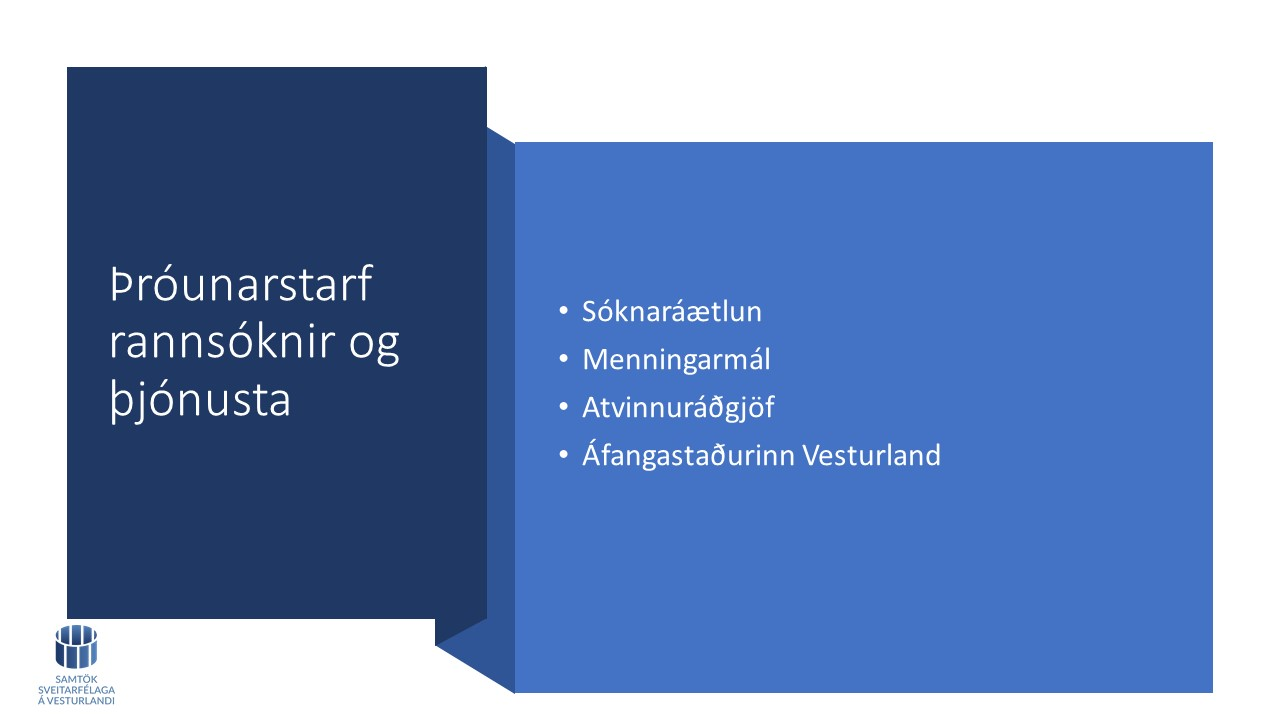 Þróunarstarf
rannsóknir og
þjónusta
• Sóknaráætlun
• Menningarmál
• Atvinnuráðgjöf
• Áfangastaðurinn Vesturland
SAMTÖK
SVEITARFÉLAGA
Á VESTURLANDI